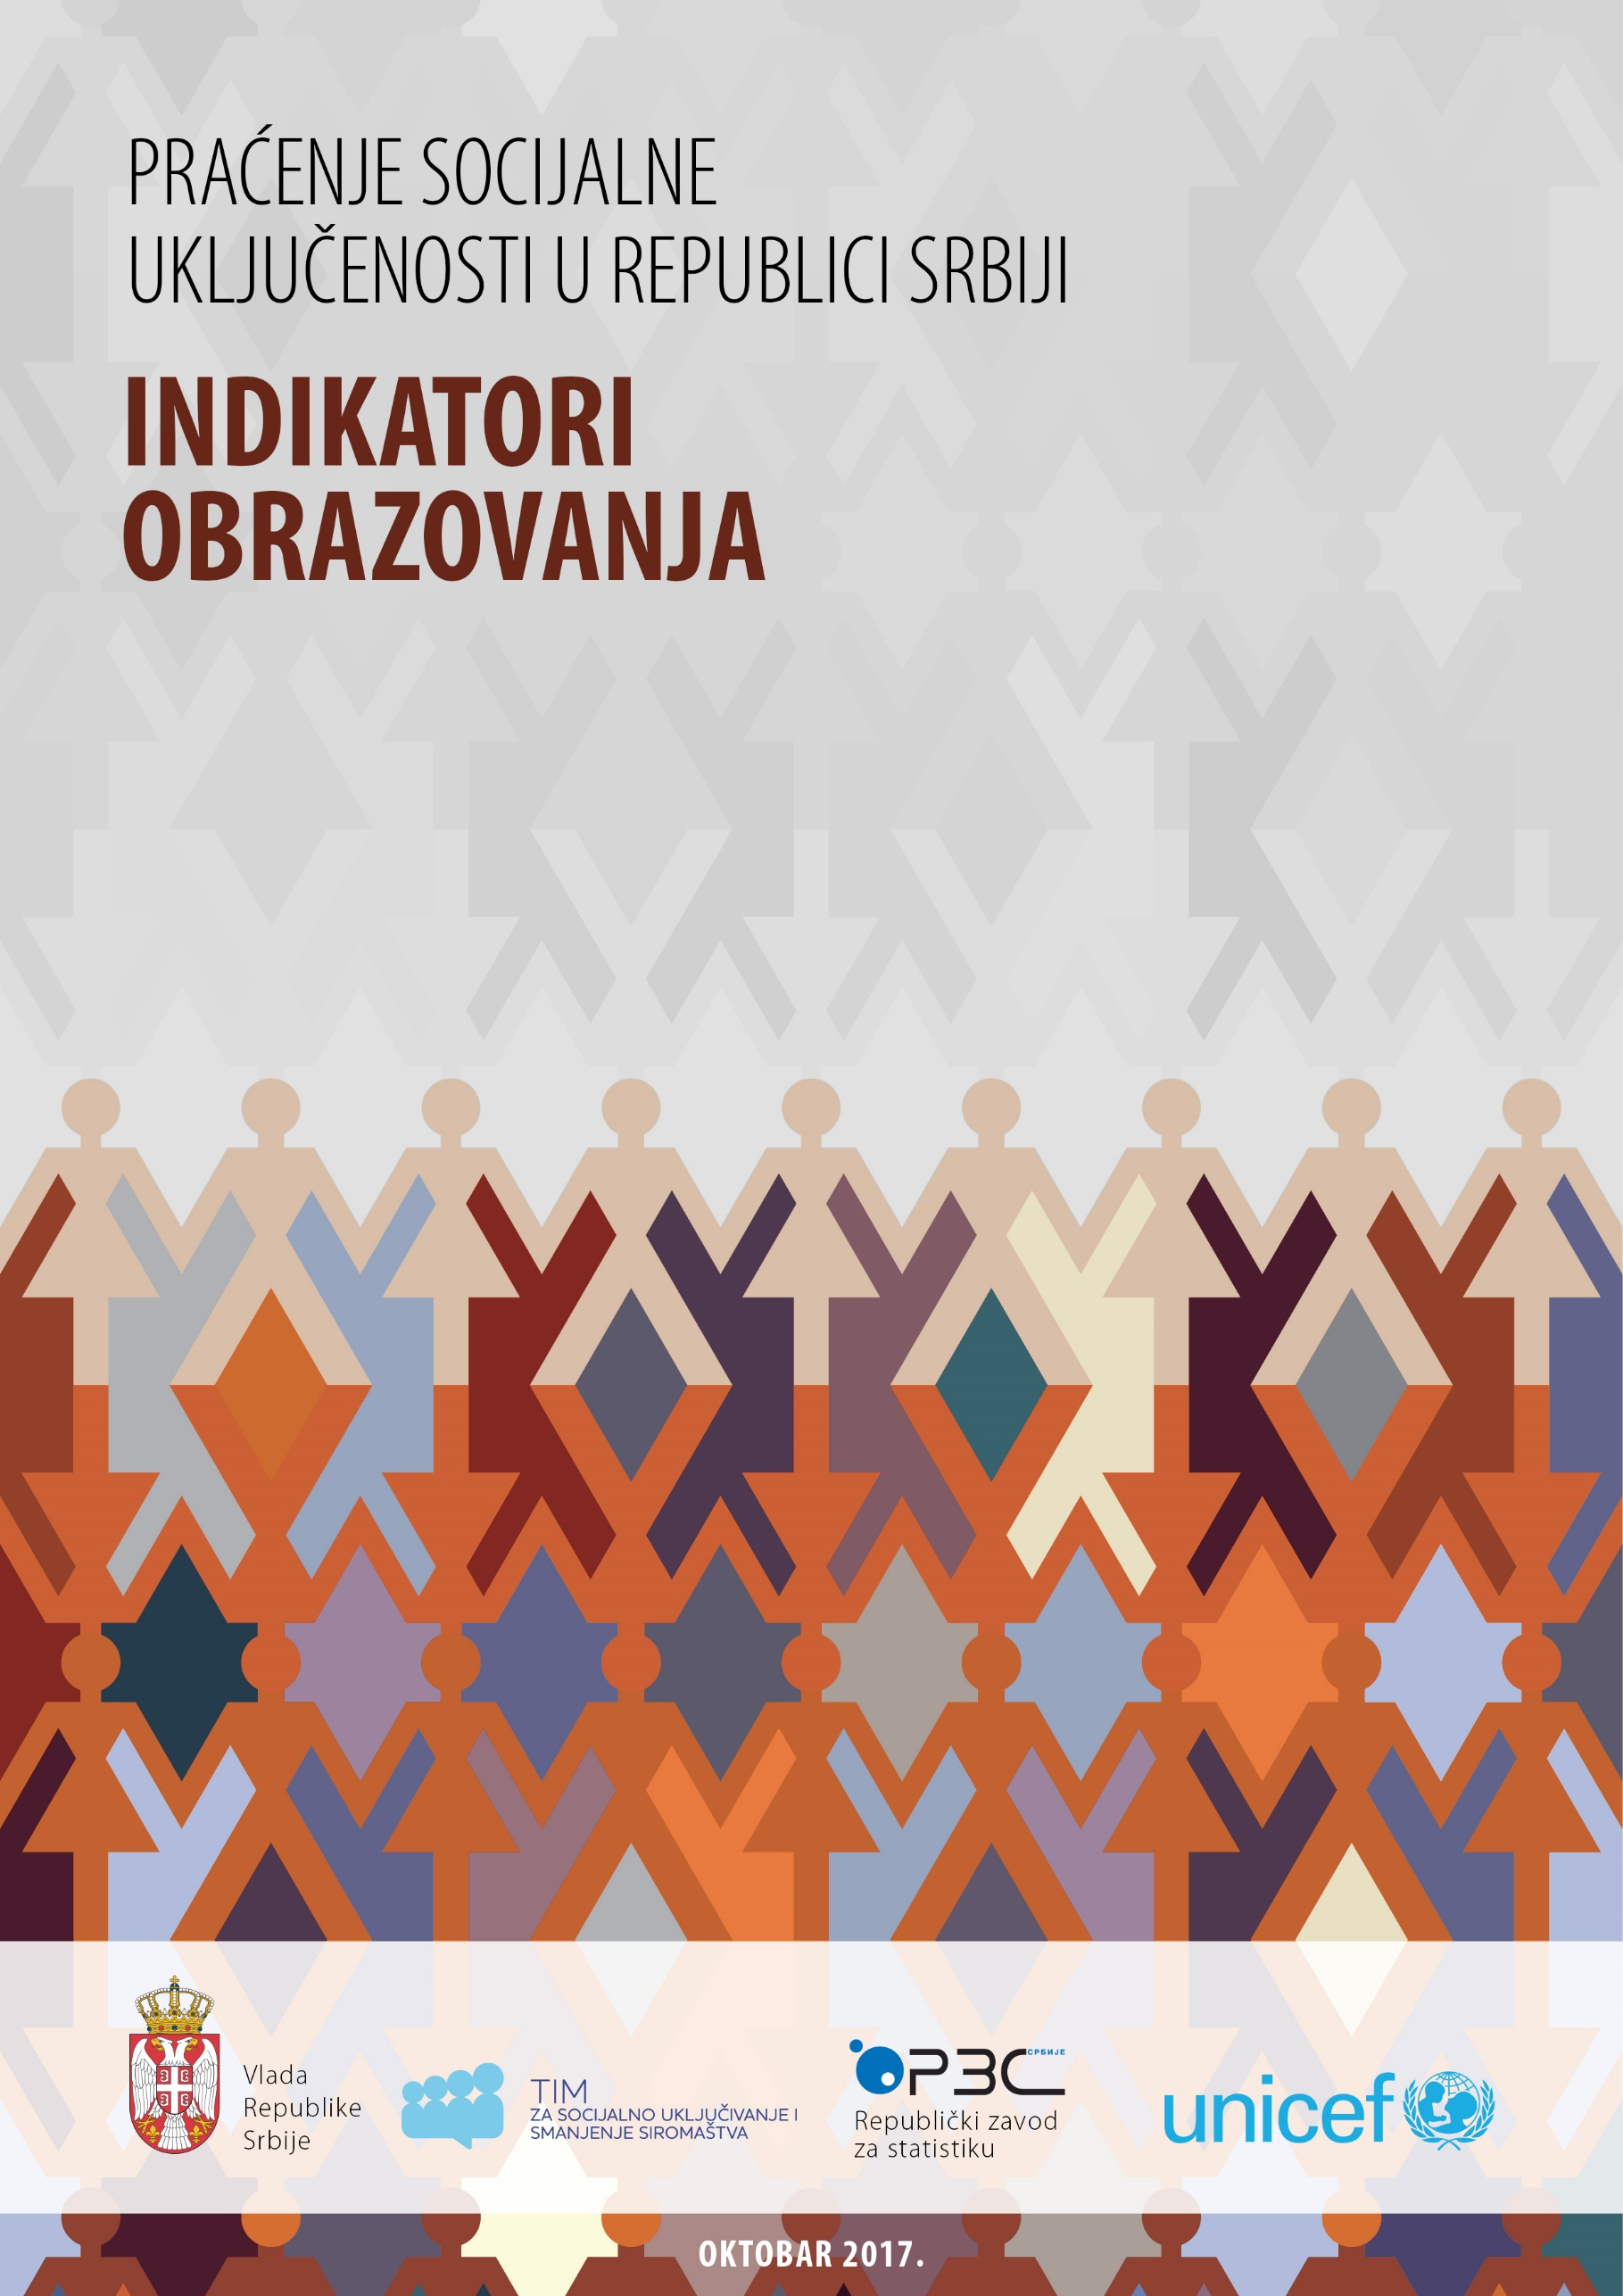 PRAĆENJE SOCIJALNE
UKLJUČENOSTI U REPUBLICI SRBIJI
INDIKATORI
OBRAZOVANJA
Vlada
Republike
Srbije
TIM
ZA SOCIJALNO UKLJUČIVANJE I
SMANJENJE SIROMAŠTVA
РЗС СРБИЈЕ
Republički zavod
za statistiku
unicef
OKTOBAR 2017.